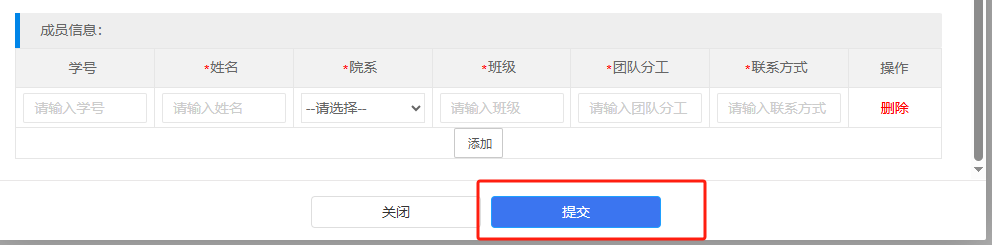 成员信息：
学号 *姓名 *院系 *班级 *团队分工 *联系方式 操作
请输入学号 请输入姓名 --请选择-- 请输入班级 请输入团队分工 请输入联系方式 删除
添加
关闭 提交